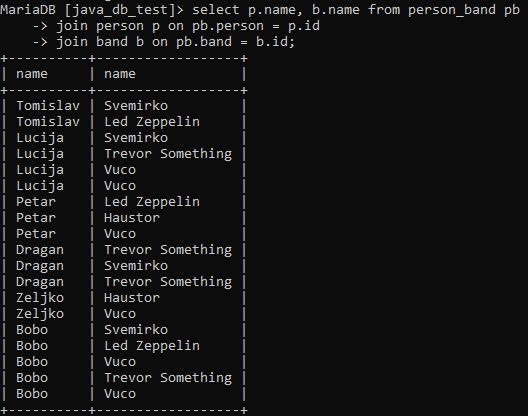 MariaDB [java_db_test]> select p.name, b.name from person_band pb
    -> join person p on pb.person = p.id
    -> join band b on pb.band = b.id;
+----------+------------------+
| name     | name             |
+----------+------------------+
| Tomislav | Svemirko         |
| Tomislav | Led Zeppelin     |
| Lucija   | Svemirko         |
| Lucija   | Trevor Something |
| Lucija   | Vuco             |
| Lucija   | Vuco             |
| Petar    | Led Zeppelin     |
| Petar    | Haustor          |
| Petar    | Vuco             |
| Dragan   | Trevor Something |
| Dragan   | Svemirko         |
| Dragan   | Trevor Something |
| Zeljko   | Haustor          |
| Zeljko   | Vuco             |
| Bobo     | Svemirko         |
| Bobo     | Led Zeppelin     |
| Bobo     | Vuco             |
| Bobo     | Trevor Something |
| Bobo     | Vuco             |
+----------+------------------+